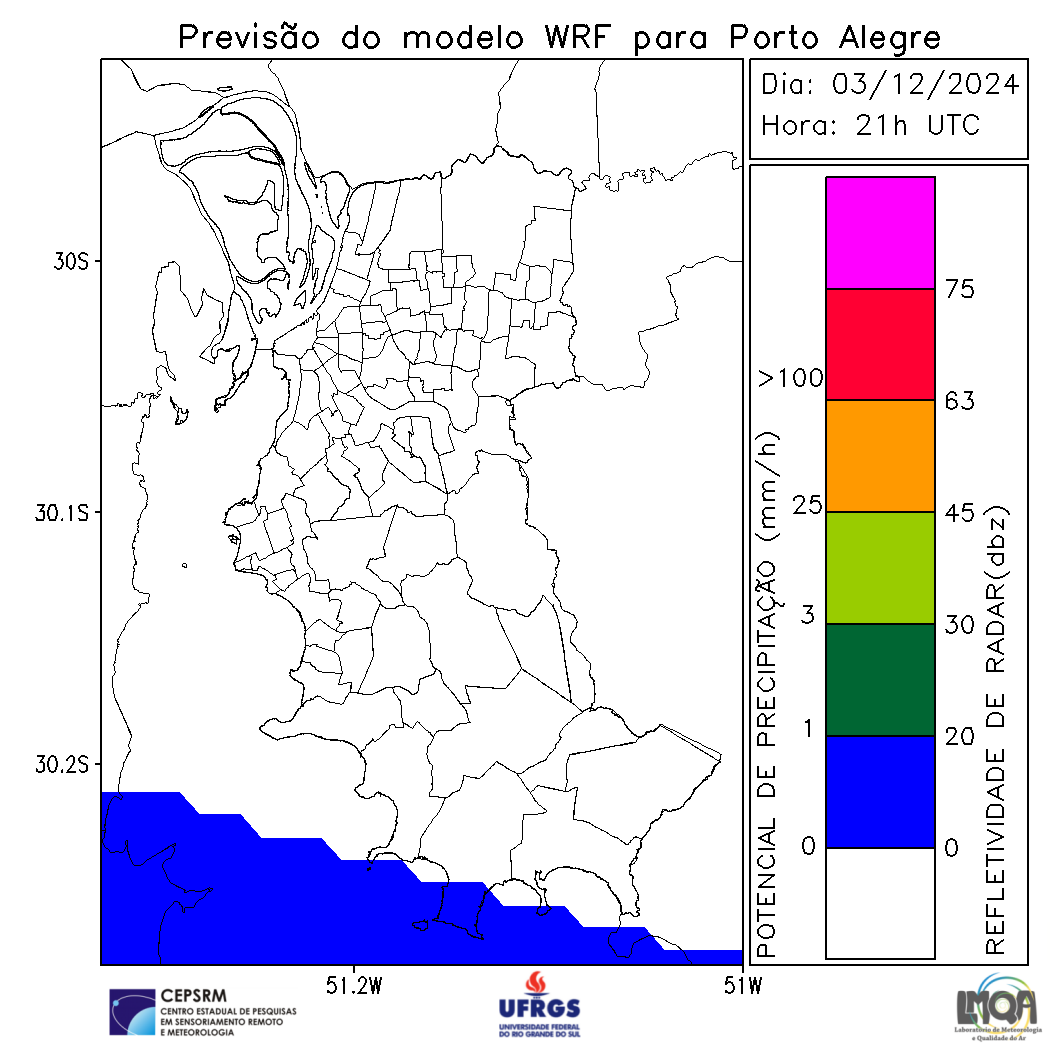 Previsão do modelo WRF para Porto Alegre
Dia: 03/12/2024
Hora: 21h UTC
30S
30.1S
30.2S
51.2W
51W
POTENCIAL DE PRECIPITAÇÃO (mm/h)
>100
25
3
1
0
75
63
45
30
20
0
REFLETIVIDADE DE RADAR(dbz)
CEPSRM
CENTRO ESTADUAL DE PESQUISAS
EM SENSORIAMENTO REMOTO
E METEOROLOGIA
UFRGS
UNIVERSIDADE FEDERAL
DO RIO GRANDE DO SUL
LMQA
Laboratório de Meteorologia
e Qualidade do Ar